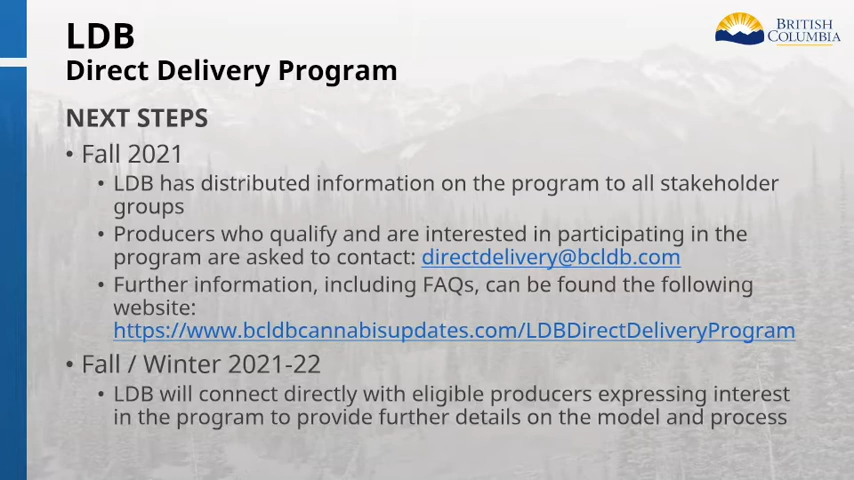 LDB
Direct Delivery Program
BRITISH
COLUMBIA
NEXT STEPS
• Fall 2021
• LDB has distributed information on the program to all stakeholder
groups
• Producers who qualify and are interested in participating in the
program are asked to contact: directdelivery@bcldb.com
• Further information, including FAQs, can be found the following
website:
https://www.bcldbcannabisupdates.com/LDBDirectDeliveryProgram
• Fall / Winter 2021-22
• LDB will connect directly with eligible producers expressing interest
in the program to provide further details on the model and process